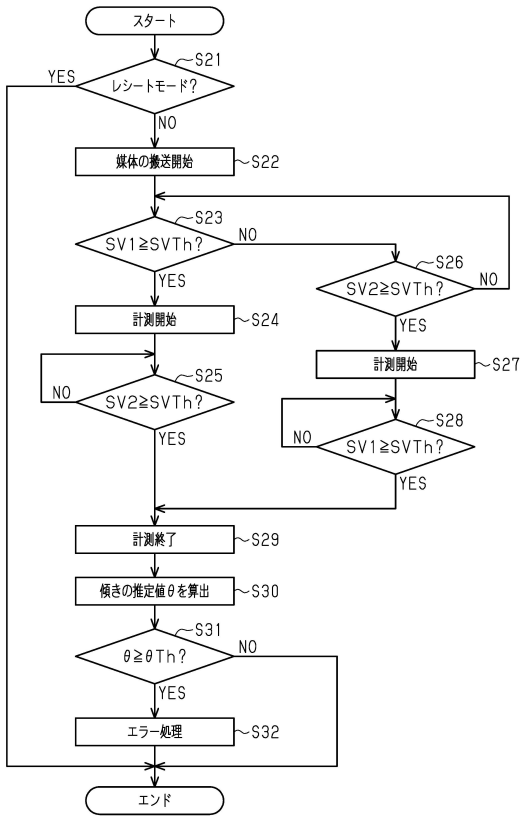 スタート
レシートモード?
S21
YES
NO
媒体の搬送開始
S22
SV1≧SVTh?
S23
NO
YES
SV2≧SVTh?
S26
NO
YES
計測開始
S24
計測開始
S27
SV2≧SVTh?
S25
NO
YES
SV1≧SVTh?
S28
NO
YES
計測終了
S29
傾きの推定値θを算出
S30
θ≧θTh?
S31
NO
YES
エラー処理
S32
エンド